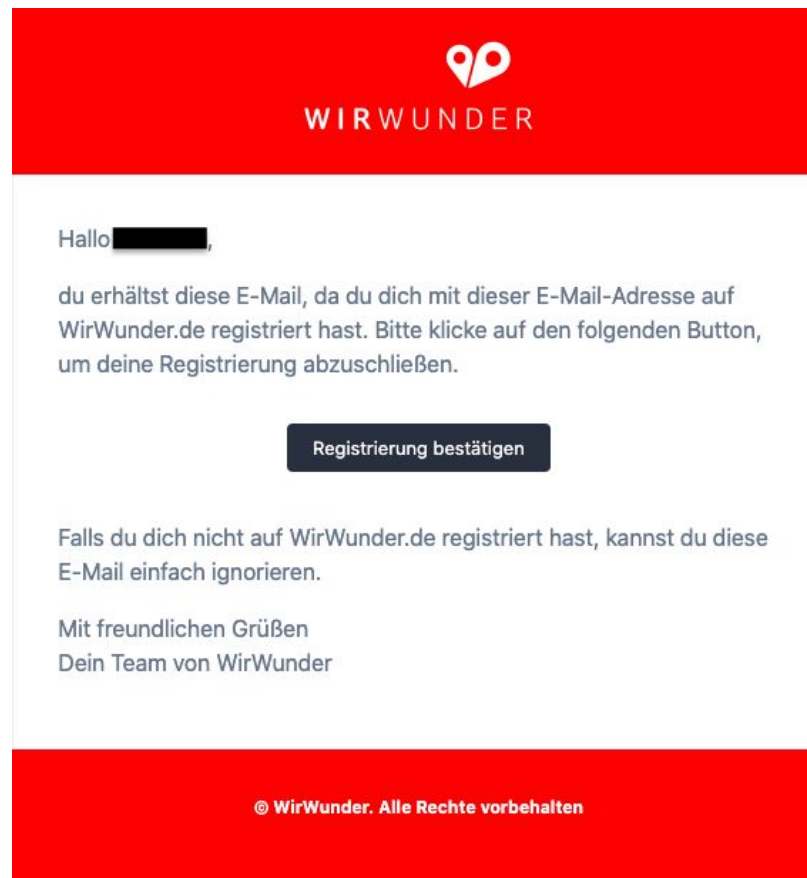 WIRWUNDER
Hallo ,
du erhältst diese E-Mail, da du dich mit dieser E-Mail-Adresse auf
WirWunder.de registriert hast. Bitte klicke auf den folgenden Button,
um deine Registrierung abzuschließen.
Registrierung bestätigen
Falls du dich nicht auf WirWunder.de registriert hast, kannst du diese
E-Mail einfach ignorieren.
Mit freundlichen Grüßen
Dein Team von WirWunder
© WirWunder. Alle Rechte vorbehalten